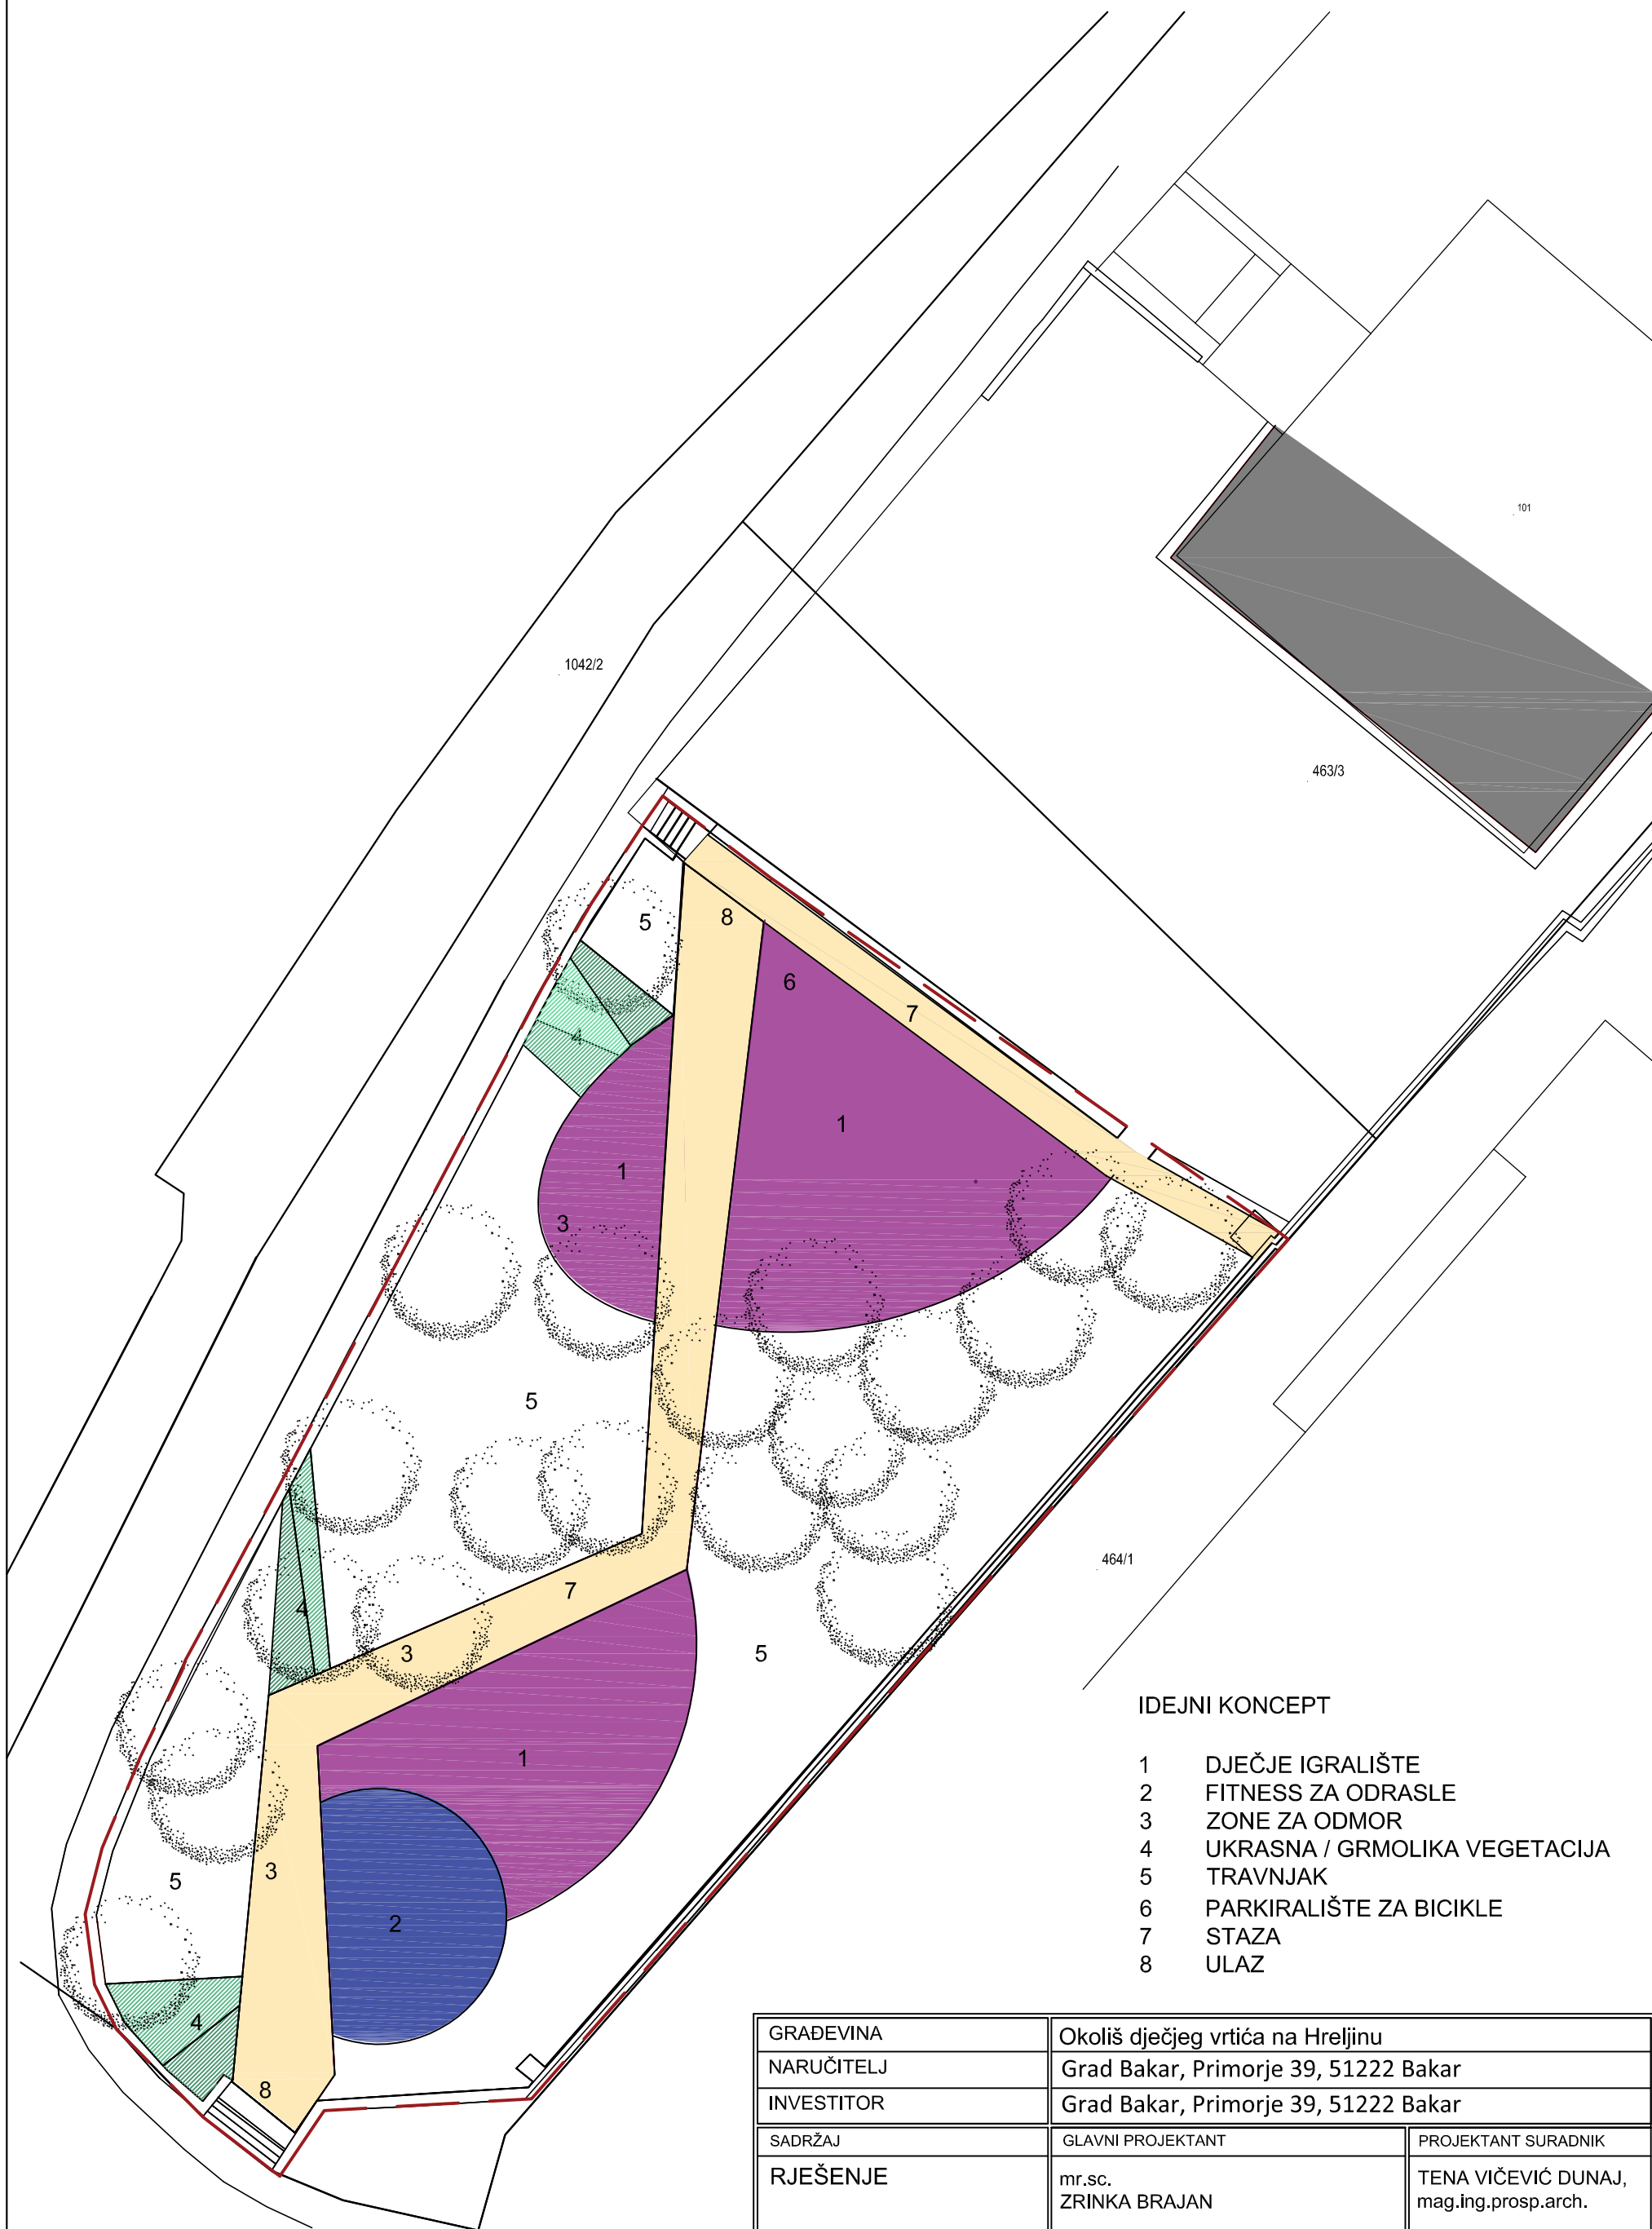 101
1042/2
463/3
5
8
6
7
4
1
1
3
5
464/1
7
4
3
5
1
5
3
2
4
8
IDEJNI KONCEPT
1 DJEČJE IGRALIŠTE
2 FITNESS ZA ODRASLE
3 ZONE ZA ODMOR
4 UKRASNA / GRMOLIKA VEGETACIJA
5 TRAVNJAK
6 PARKIRALIŠTE ZA BICIKLE
7 STAZA
8 ULAZ
GRAĐEVINA Okoliš dječjeg vrtića na Hreljinu
NARUČITELJ Grad Bakar, Primorje 39, 51222 Bakar
INVESTITOR Grad Bakar, Primorje 39, 51222 Bakar
SADRŽAJ GLAVNI PROJEKTANT PROJEKTANT SURADNIK
RJEŠENJE mr.sc. TENA VIČEVIĆ DUNAJ,
ZRINKA BRAJAN mag.ing.prosp.arch.